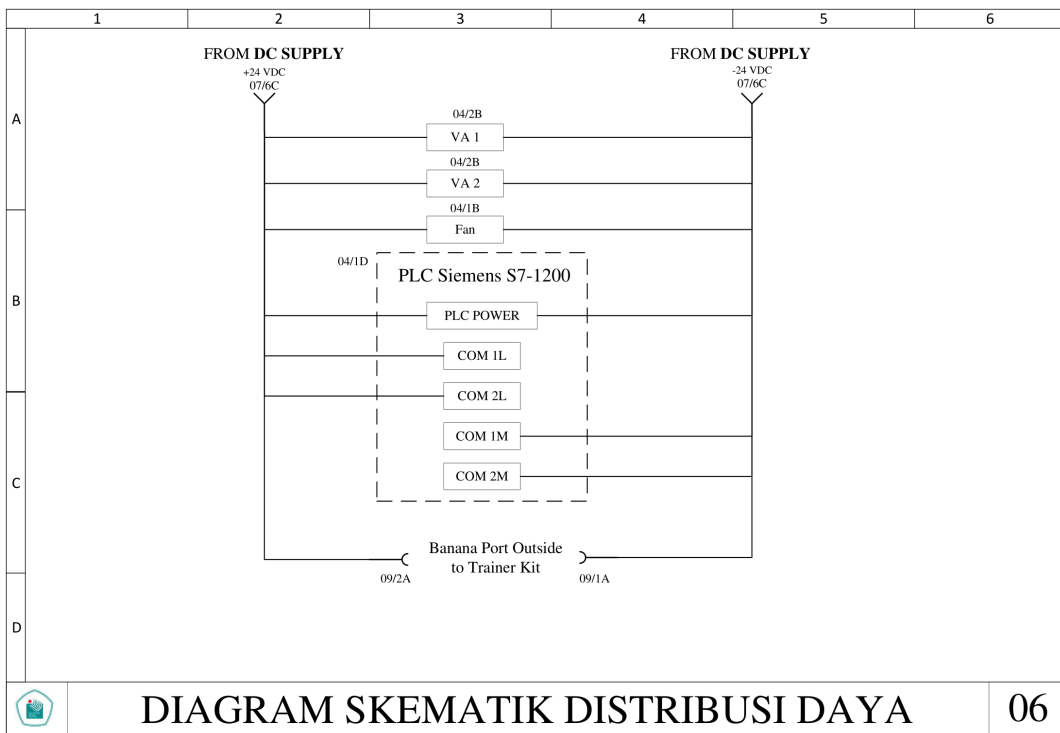 1 2 3 4 5 6
FROM DC SUPPLY
+24 VDC
07/6C
FROM DC SUPPLY
-24 VDC
07/6C
A
04/2B
VA 1
04/2B
VA 2
04/1B
Fan
04/1D
PLC Siemens S7-1200
B
PLC POWER
COM 1L
COM 2L
COM 1M
C
COM 2M
Banana Port Outside
to Trainer Kit
09/2A
09/1A
D
DIAGRAM SKEMATIK DISTRIBUSI DAYA
06